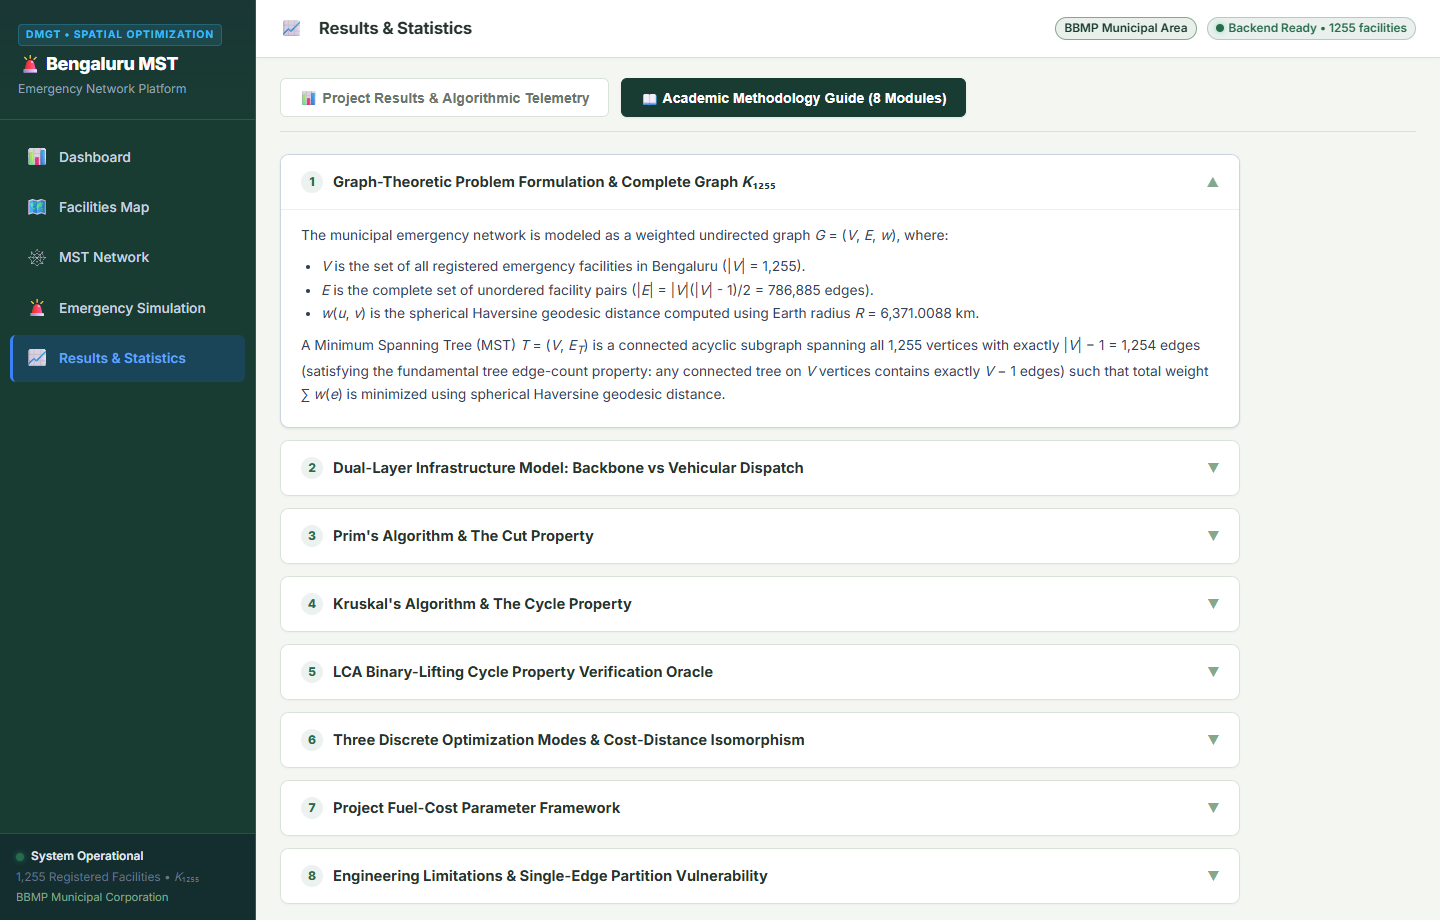 DMGT • SPATIAL OPTIMIZATION
Bengaluru MST
Emergency Network Platform
Dashboard
Facilities Map
MST Network
Emergency Simulation
Results & Statistics
System Operational
1,255 Registered Facilities • K₁₂₅₅
BBMP Municipal Corporation
Results & Statistics
BBMP Municipal Area
Backend Ready • 1255 facilities
Project Results & Algorithmic Telemetry
Academic Methodology Guide (8 Modules)
1 Graph-Theoretic Problem Formulation & Complete Graph K₁₂₅₅ ▲
The municipal emergency network is modeled as a weighted undirected graph G = (V, E, w), where:
• V is the set of all registered emergency facilities in Bengaluru (|V| = 1,255).
• E is the complete set of unordered facility pairs (|E| = |V|(|V| - 1)/2 = 786,885 edges).
• w(u, v) is the spherical Haversine geodesic distance computed using Earth radius R = 6,371.0088 km.
A Minimum Spanning Tree (MST) T = (V, E_T) is a connected acyclic subgraph spanning all 1,255 vertices with exactly |V| − 1 = 1,254 edges
(satisfying the fundamental tree edge-count property: any connected tree on V vertices contains exactly V − 1 edges) such that total weight
∑ w(e) is minimized using spherical Haversine geodesic distance.
2 Dual-Layer Infrastructure Model: Backbone vs Vehicular Dispatch ▼
3 Prim's Algorithm & The Cut Property ▼
4 Kruskal's Algorithm & The Cycle Property ▼
5 LCA Binary-Lifting Cycle Property Verification Oracle ▼
6 Three Discrete Optimization Modes & Cost-Distance Isomorphism ▼
7 Project Fuel-Cost Parameter Framework ▼
8 Engineering Limitations & Single-Edge Partition Vulnerability ▼